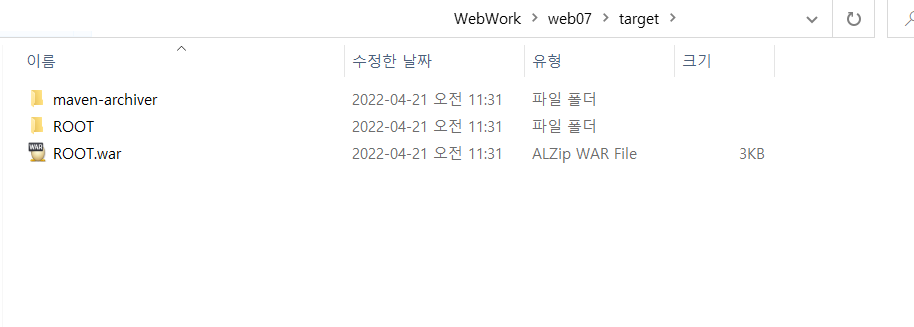 WebWork > web07 > target >
이름 수정한 날짜 유형 크기
maven-archiver 2022-04-21 오전 11:31 파일 폴더
ROOT 2022-04-21 오전 11:31 파일 폴더
WAR ROOT.war 2022-04-21 오전 11:31 ALZip WAR File 3KB